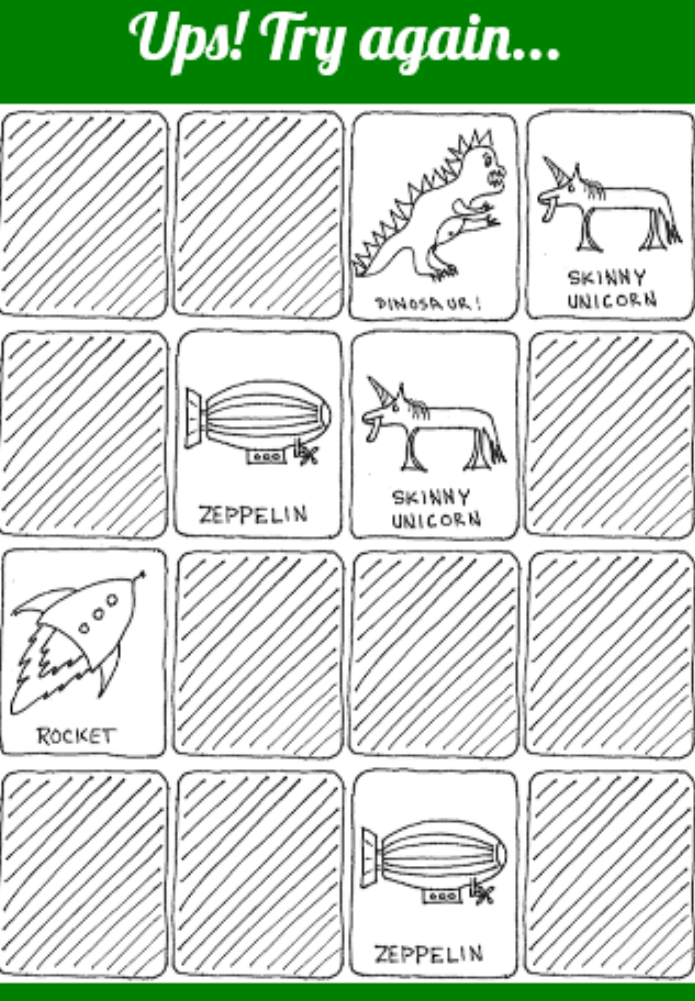 Ups! Try again...
DINOSAUR!
SKINNY
UNICORN
ZEPPELIN
SKINNY
UNICORN
ROCKET
ZEPPELIN